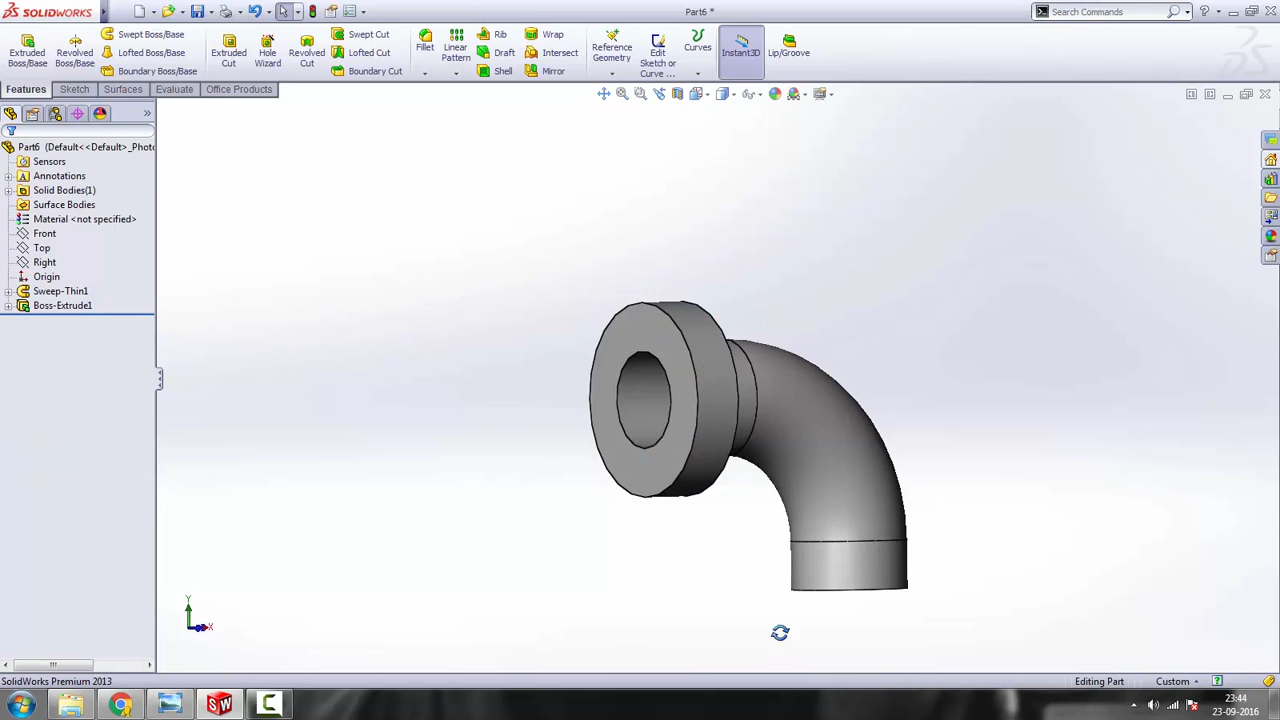 SOLIDWORKS
Part6 *
Search Commands
Extruded Boss/Base
Revolved Boss/Base
Swept Boss/Base
Lofted Boss/Base
Boundary Boss/Base
Extruded Cut
Hole Wizard
Revolved Cut
Swept Cut
Lofted Cut
Boundary Cut
Fillet
Linear Pattern
Rib
Draft
Shell
Wrap
Intersect
Mirror
Reference Geometry
Edit Sketch or Curve ...
Curves
Instant3D
Lip/Groove
Features
Sketch
Surfaces
Evaluate
Office Products
Part6 (Default<<Default>_Photo
Sensors
Annotations
Solid Bodies(1)
Surface Bodies
Material <not specified>
Front
Top
Right
Origin
Sweep-Thin1
Boss-Extrude1
Y
X
SolidWorks Premium 2013
Editing Part
Custom
23:44
23-09-2016